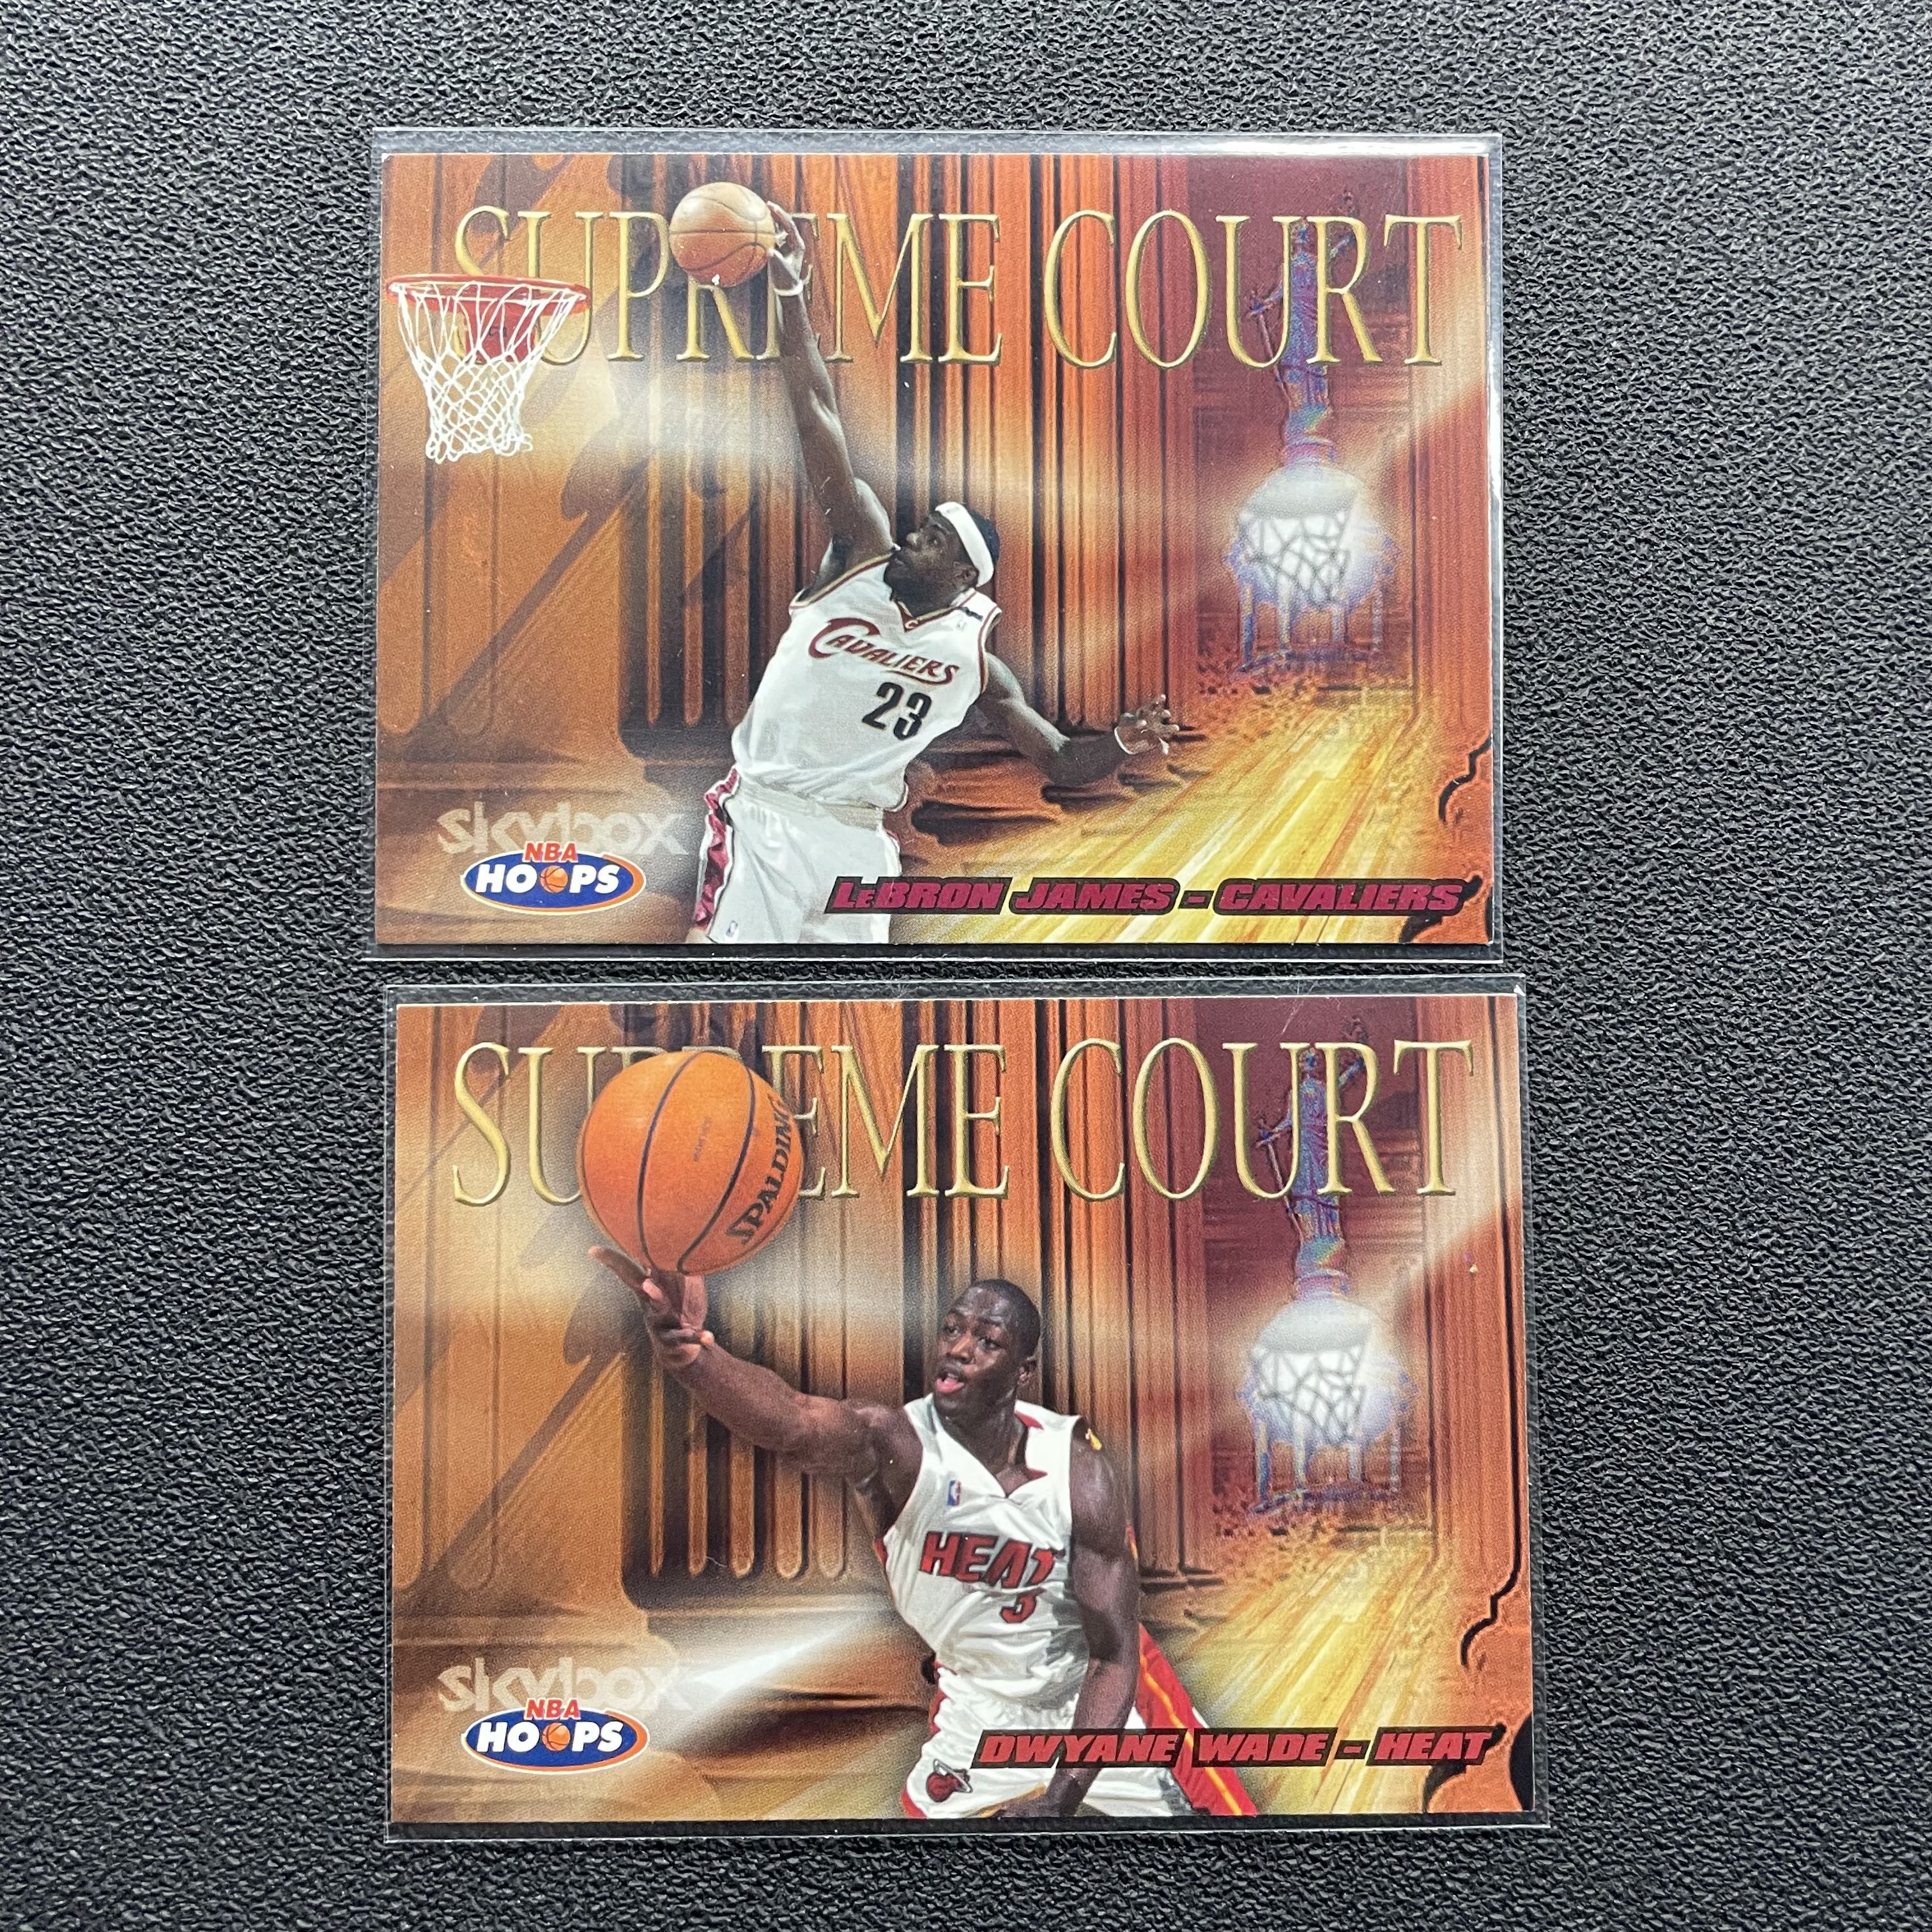 SUPREME COURT
CAVALIERS
23
skybox
NBA
HOOPS
LeBRON JAMES - CAVALIERS
SUPREME COURT
SPALDING
HEAT
3
skybox
NBA
HOOPS
DWYANE WADE - HEAT